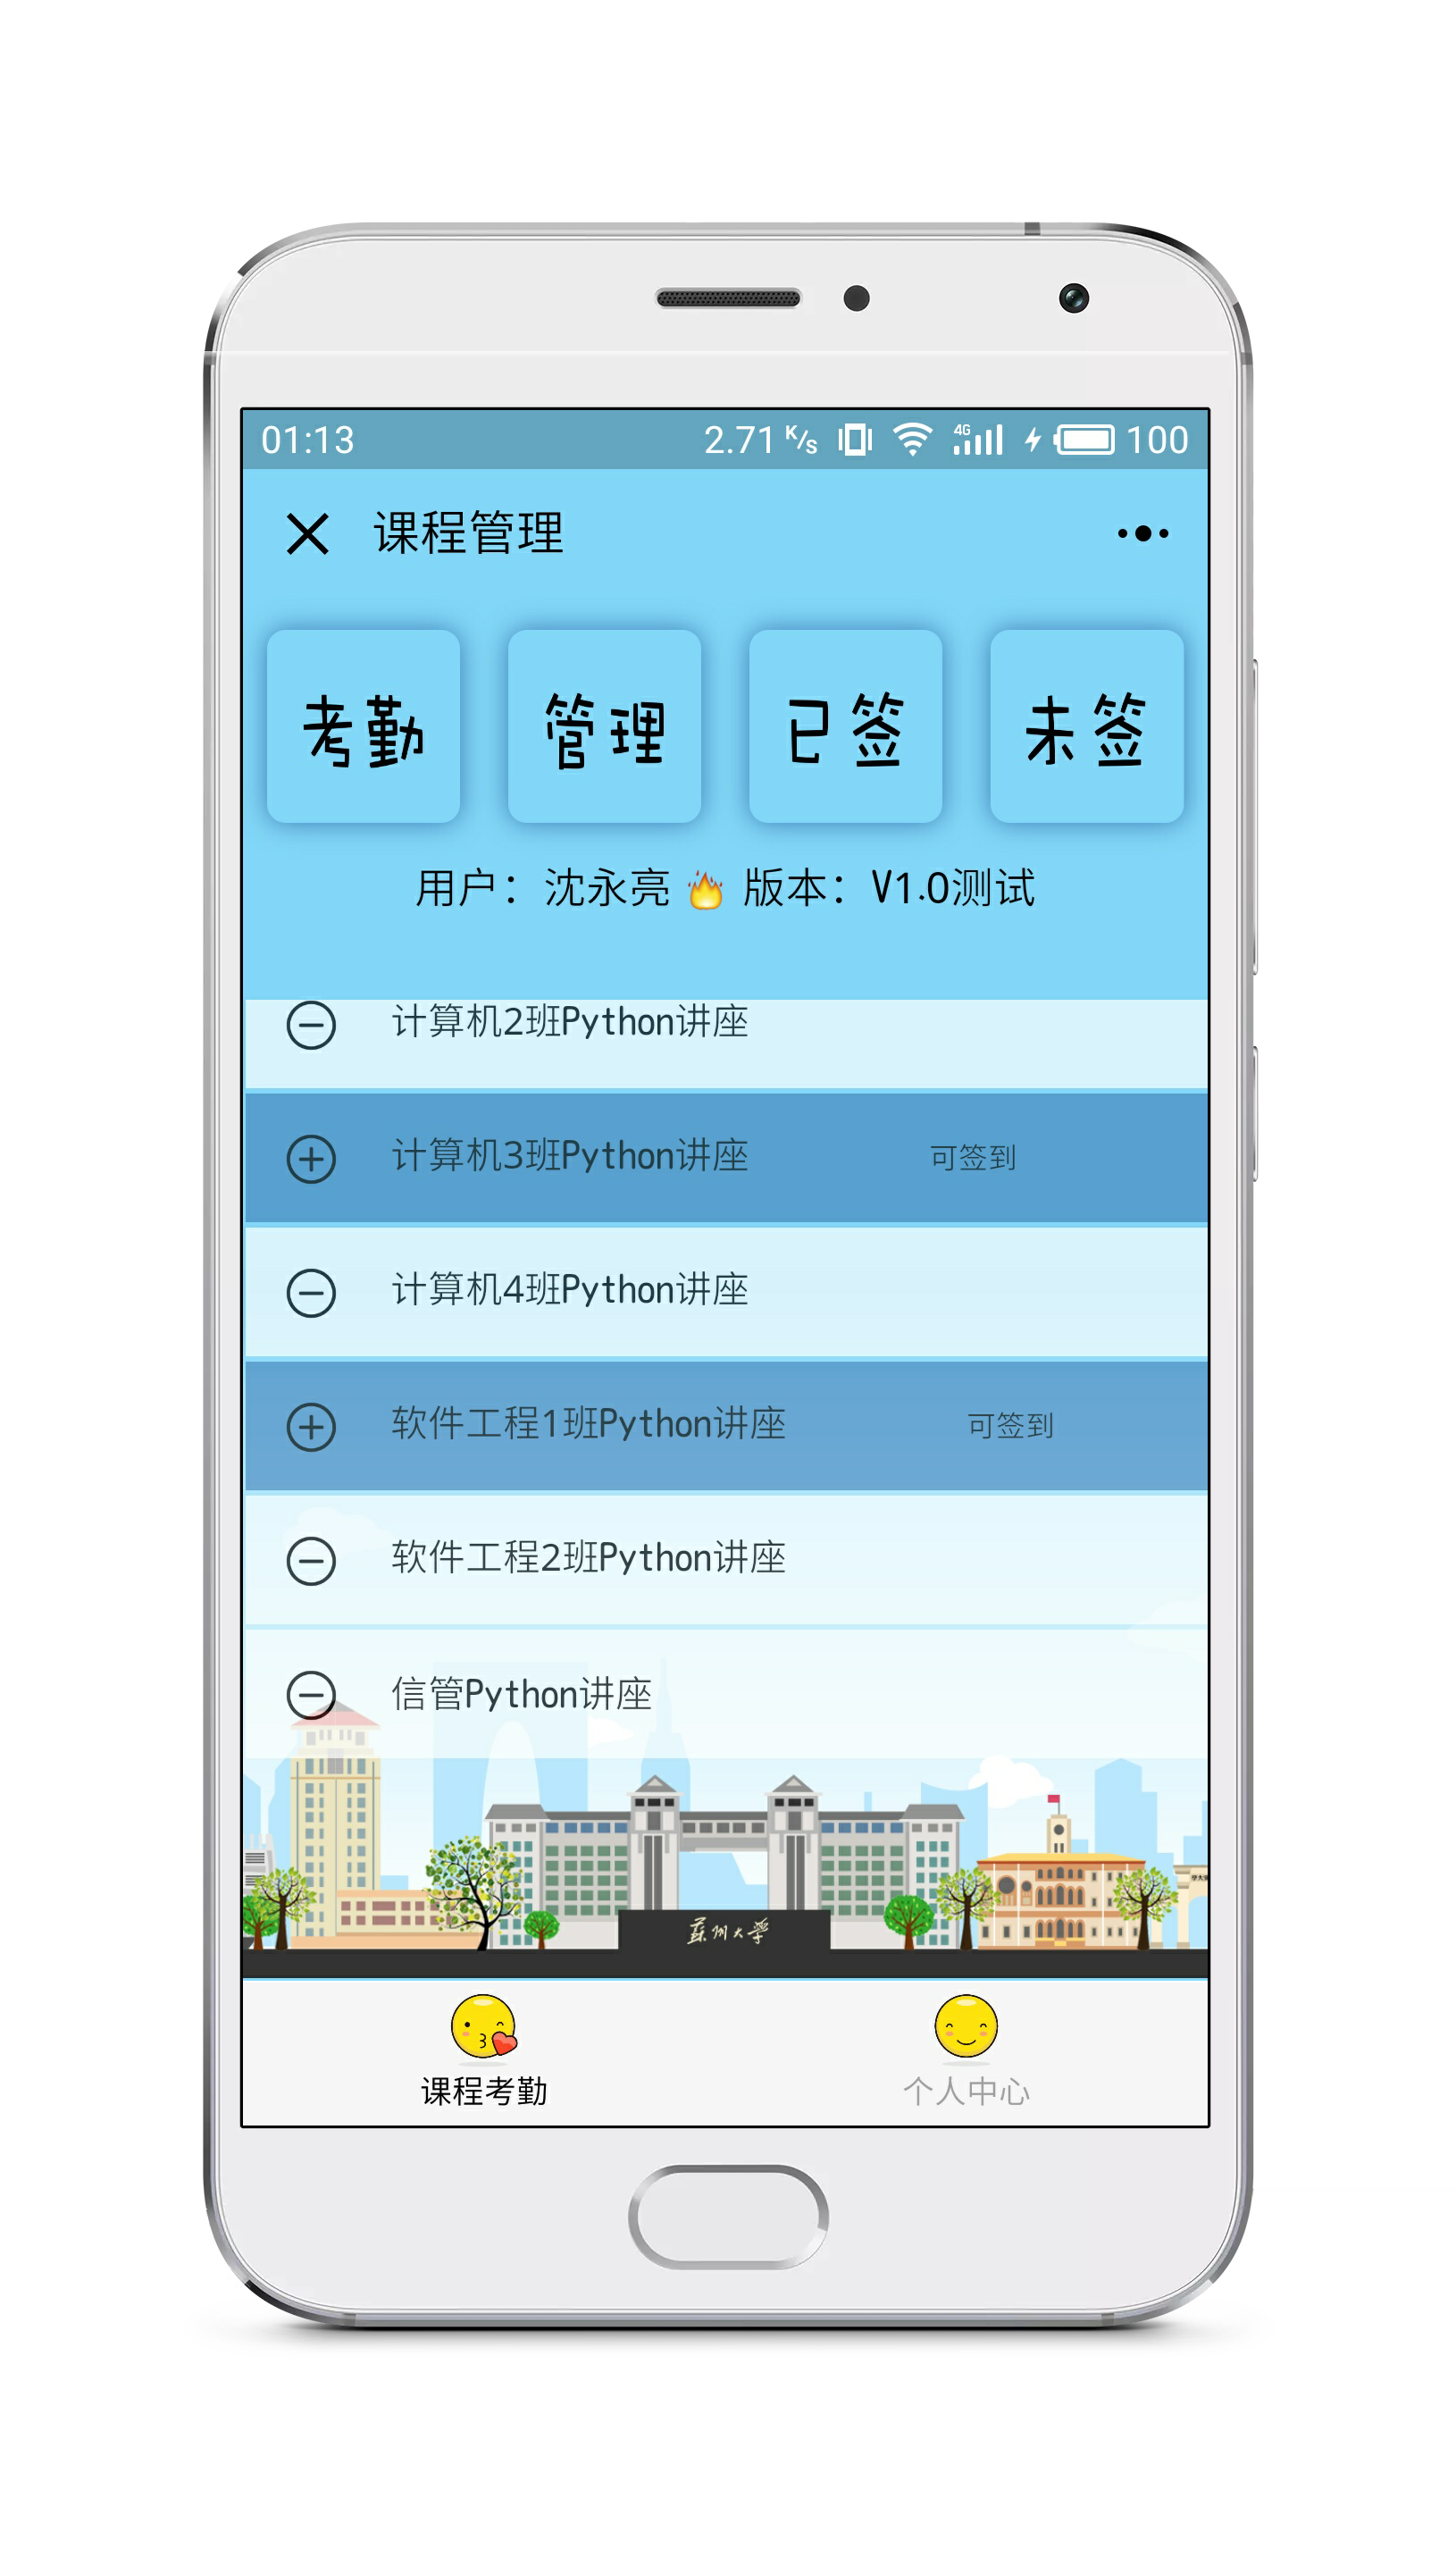 01:13 2.71 K/s 4G 100
课程管理
考勤 管理 已签 未签
用户：沈永亮 🔥 版本：V1.0测试
计算机2班Python讲座
计算机3班Python讲座 可签到
计算机4班Python讲座
软件工程1班Python讲座 可签到
软件工程2班Python讲座
信管Python讲座
蘇州大學
课程考勤 个人中心